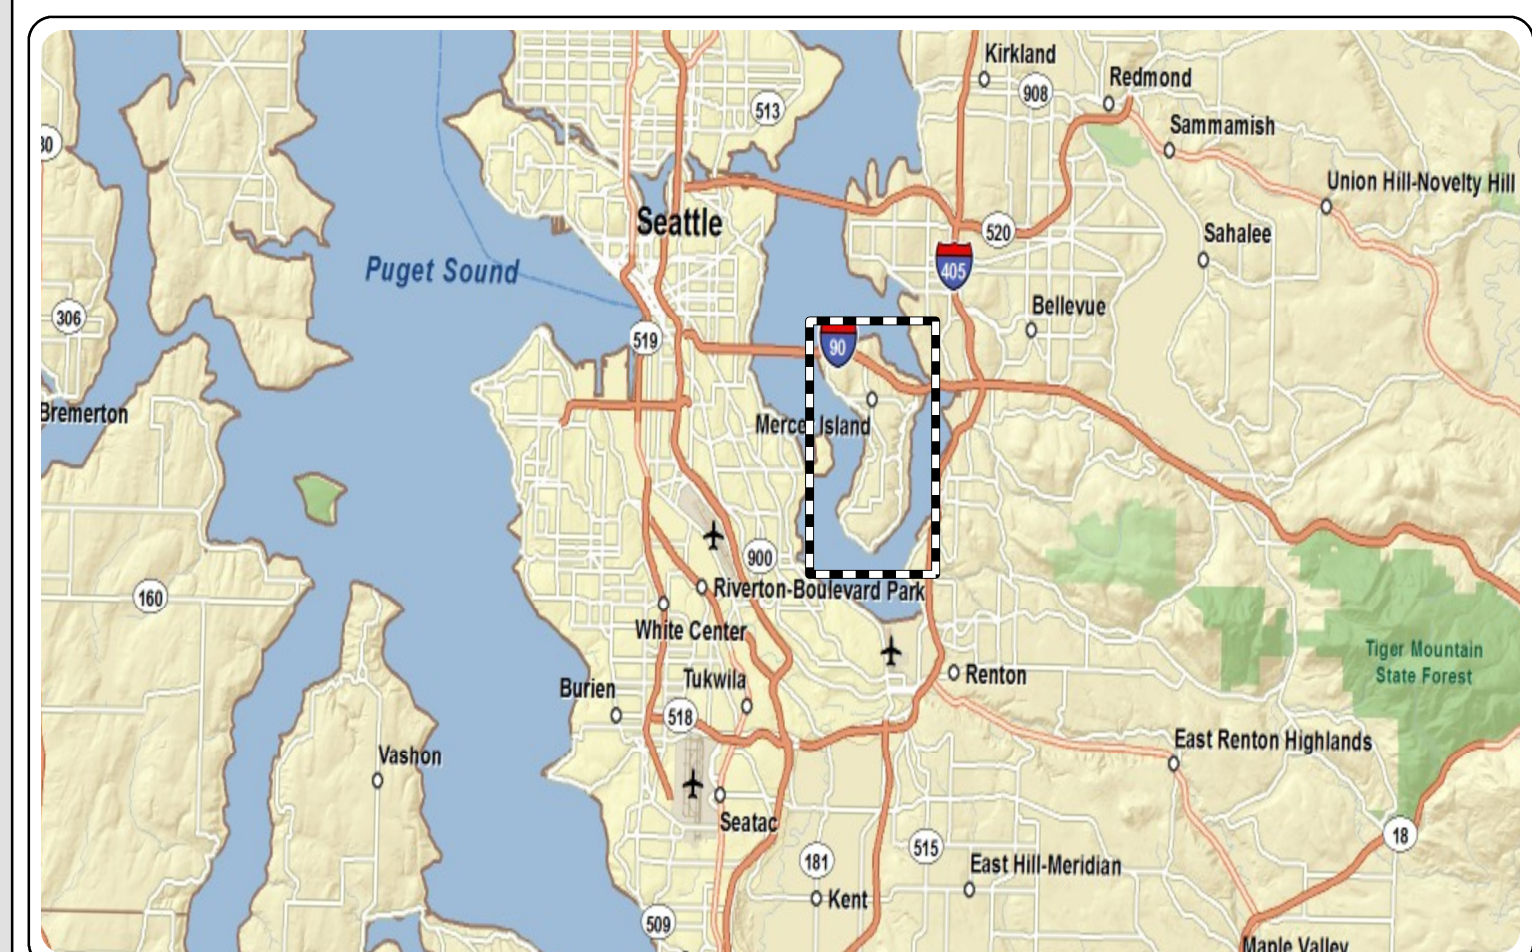 Kirkland
Redmond
908
513
Sammamish
Union Hill-Novelty Hill
Seattle
520
Sahalee
405
Puget Sound
Bellevue
306
519
90
Bremerton
Mercer Island
900
Riverton-Boulevard Park
160
White Center
Tiger Mountain
State Forest
Renton
Tukwila
Burien
518
East Renton Highlands
Vashon
Seatac
18
515
181
East Hill-Meridian
Kent
509
Maple Valley